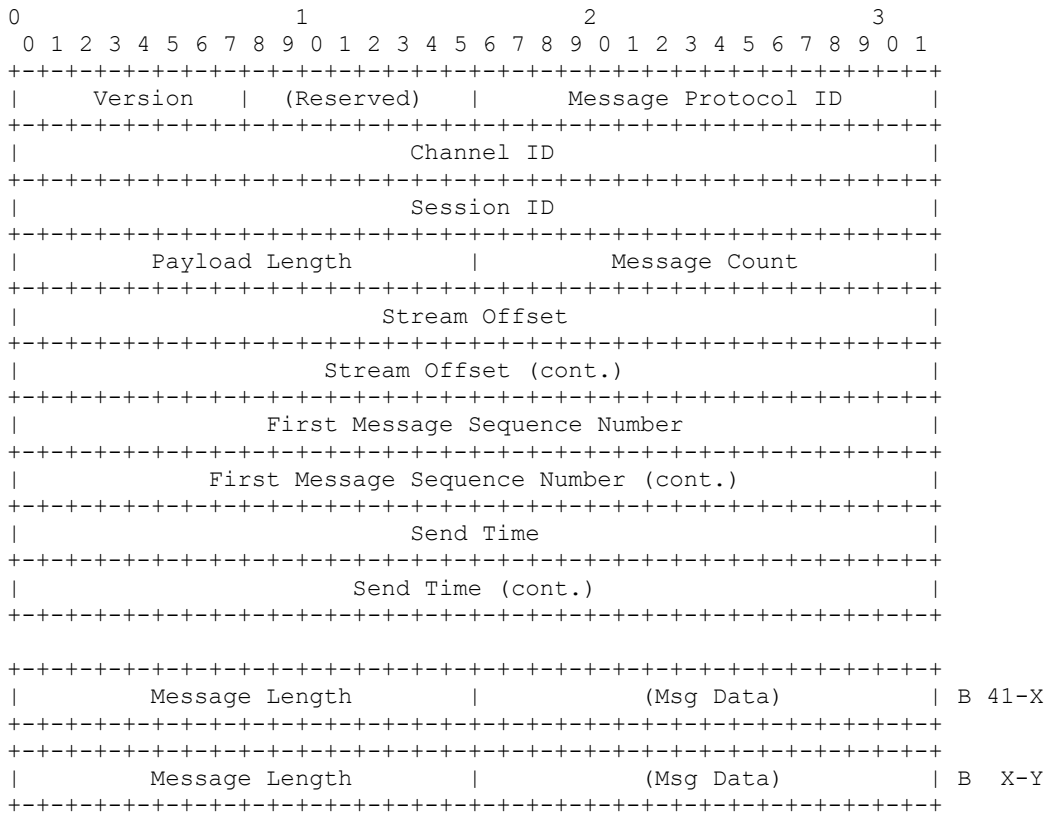 0                   1                   2                   3
 0 1 2 3 4 5 6 7 8 9 0 1 2 3 4 5 6 7 8 9 0 1 2 3 4 5 6 7 8 9 0 1
+-+-+-+-+-+-+-+-+-+-+-+-+-+-+-+-+-+-+-+-+-+-+-+-+-+-+-+-+-+-+-+-+
|     Version   |  (Reserved)   |      Message Protocol ID      |
+-+-+-+-+-+-+-+-+-+-+-+-+-+-+-+-+-+-+-+-+-+-+-+-+-+-+-+-+-+-+-+-+
|                           Channel ID                          |
+-+-+-+-+-+-+-+-+-+-+-+-+-+-+-+-+-+-+-+-+-+-+-+-+-+-+-+-+-+-+-+-+
|                           Session ID                          |
+-+-+-+-+-+-+-+-+-+-+-+-+-+-+-+-+-+-+-+-+-+-+-+-+-+-+-+-+-+-+-+-+
|         Payload Length        |         Message Count         |
+-+-+-+-+-+-+-+-+-+-+-+-+-+-+-+-+-+-+-+-+-+-+-+-+-+-+-+-+-+-+-+-+
|                         Stream Offset                         |
+-+-+-+-+-+-+-+-+-+-+-+-+-+-+-+-+-+-+-+-+-+-+-+-+-+-+-+-+-+-+-+-+
|                     Stream Offset (cont.)                     |
+-+-+-+-+-+-+-+-+-+-+-+-+-+-+-+-+-+-+-+-+-+-+-+-+-+-+-+-+-+-+-+-+
|                 First Message Sequence Number                 |
+-+-+-+-+-+-+-+-+-+-+-+-+-+-+-+-+-+-+-+-+-+-+-+-+-+-+-+-+-+-+-+-+
|             First Message Sequence Number (cont.)             |
+-+-+-+-+-+-+-+-+-+-+-+-+-+-+-+-+-+-+-+-+-+-+-+-+-+-+-+-+-+-+-+-+
|                           Send Time                           |
+-+-+-+-+-+-+-+-+-+-+-+-+-+-+-+-+-+-+-+-+-+-+-+-+-+-+-+-+-+-+-+-+
|                       Send Time (cont.)                       |
+-+-+-+-+-+-+-+-+-+-+-+-+-+-+-+-+-+-+-+-+-+-+-+-+-+-+-+-+-+-+-+-+

+-+-+-+-+-+-+-+-+-+-+-+-+-+-+-+-+-+-+-+-+-+-+-+-+-+-+-+-+-+-+-+-+
|         Message Length        |           (Msg Data)          | B 41-X
+-+-+-+-+-+-+-+-+-+-+-+-+-+-+-+-+-+-+-+-+-+-+-+-+-+-+-+-+-+-+-+-+
+-+-+-+-+-+-+-+-+-+-+-+-+-+-+-+-+-+-+-+-+-+-+-+-+-+-+-+-+-+-+-+-+
|         Message Length        |           (Msg Data)          | B  X-Y
+-+-+-+-+-+-+-+-+-+-+-+-+-+-+-+-+-+-+-+-+-+-+-+-+-+-+-+-+-+-+-+-+